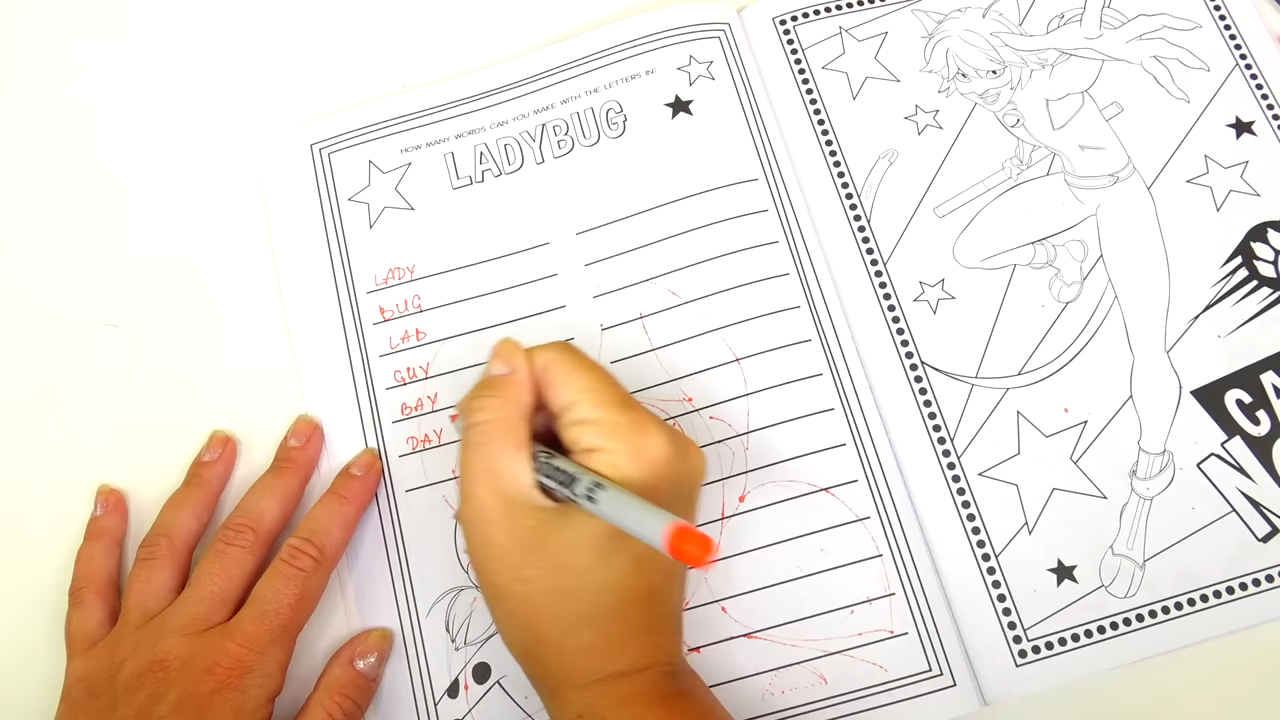 HOW MANY WORDS CAN YOU MAKE WITH THE LETTERS IN:
LADYBUG
LADY
BUG
LAB
GUY
BAY
DAY